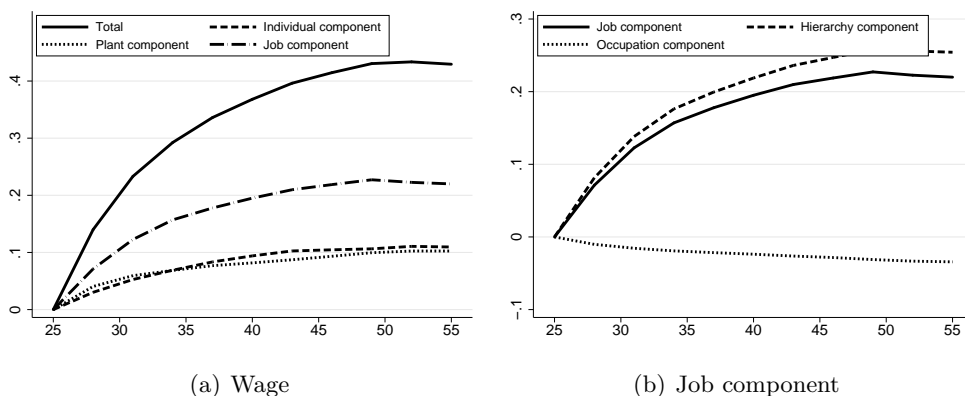 Total
Individual component
Plant component
Job component
0
.1
.2
.3
.4
25
30
35
40
45
50
55
(a) Wage
Job component
Hierarchy component
Occupation component
-.1
0
.1
.2
.3
25
30
35
40
45
50
55
(b) Job component